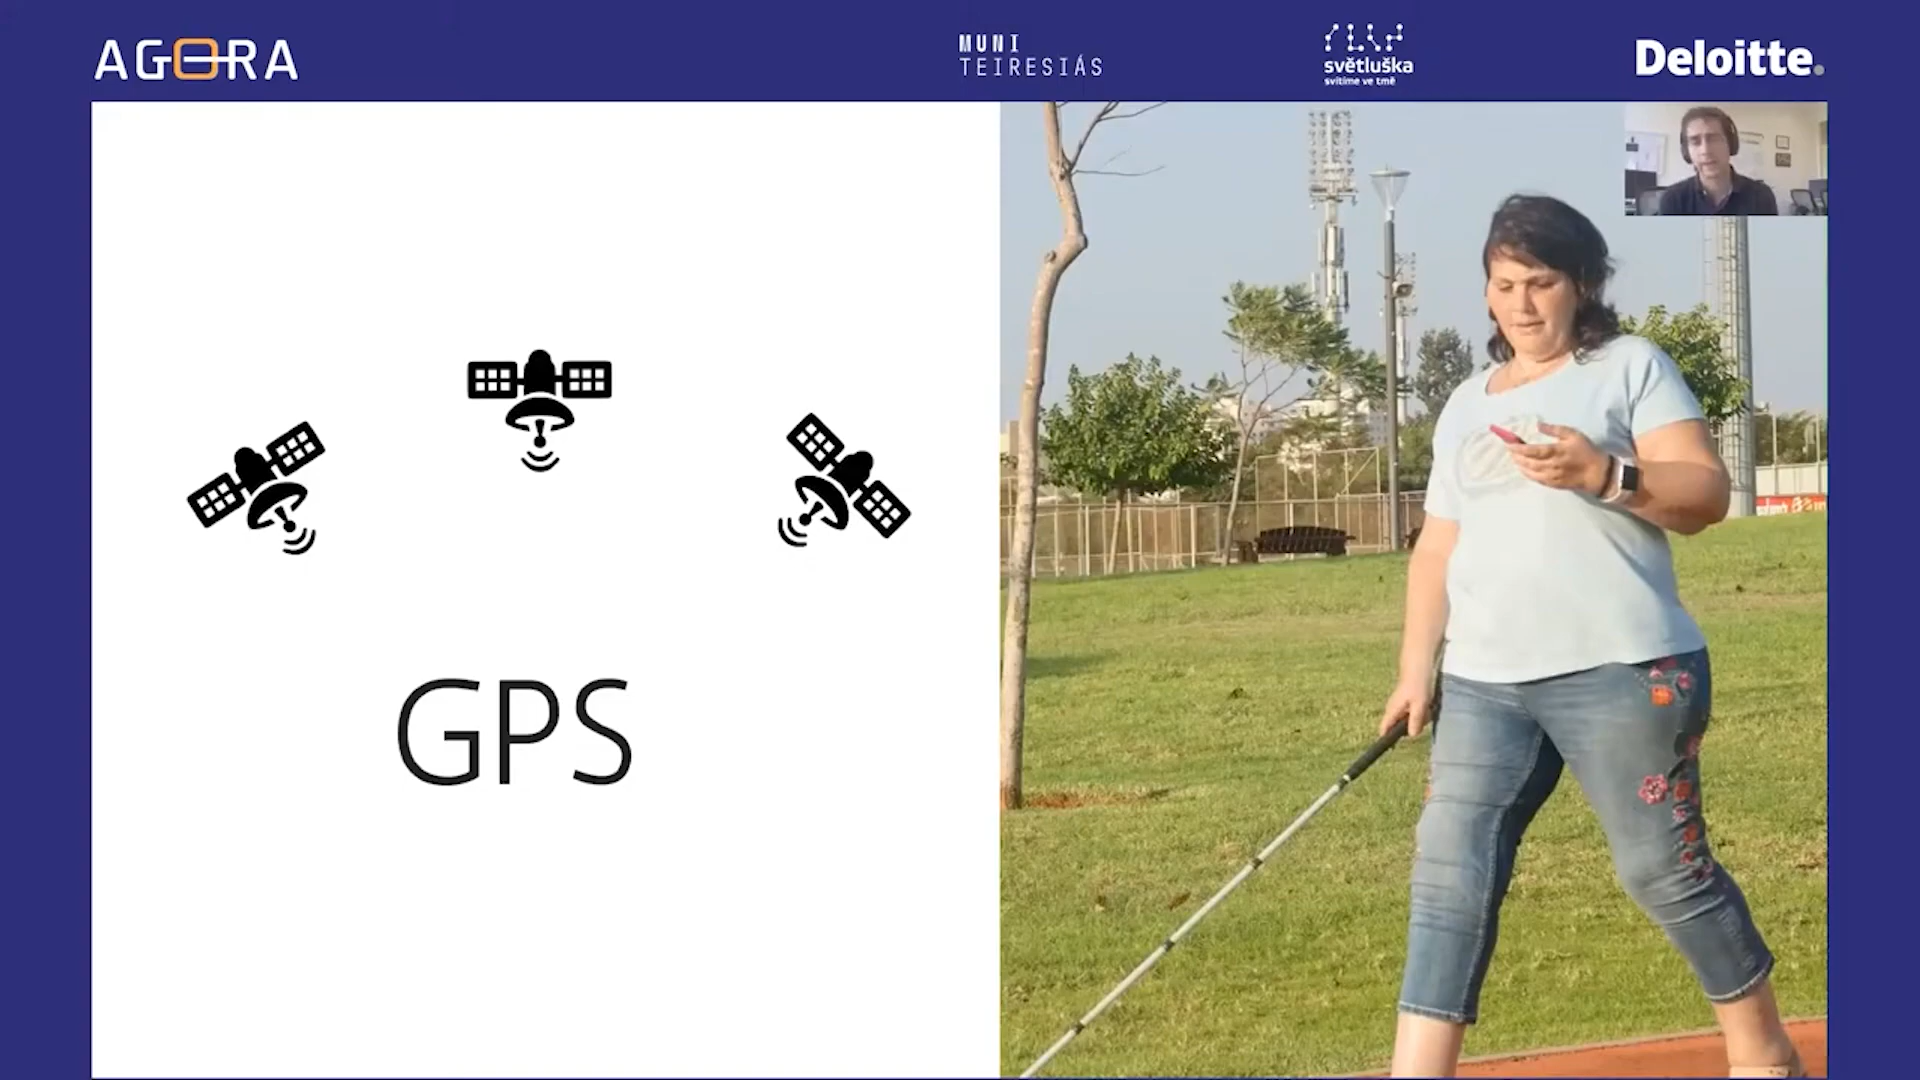 AGORA
MUNI
TEIRESIÁS
světluška
svítíme ve tmě
Deloitte.
GPS